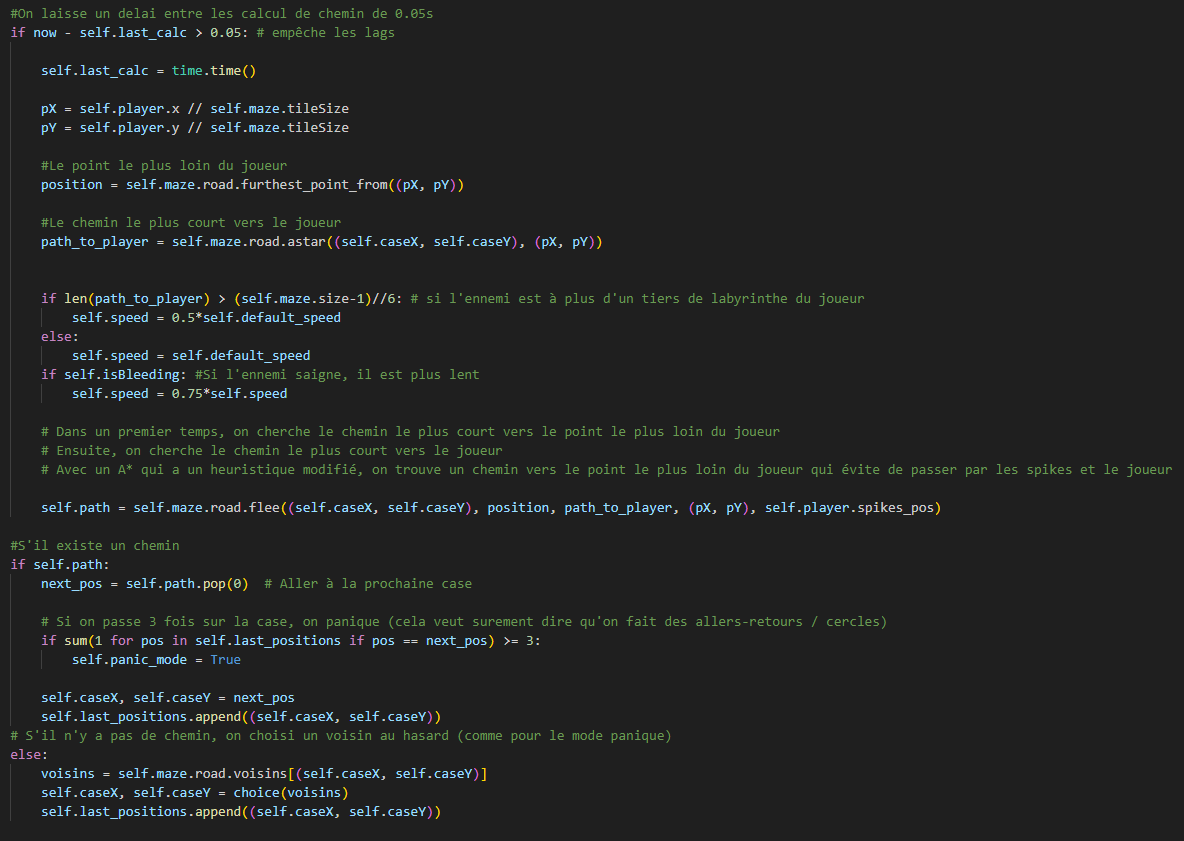 #On laisse un delai entre les calcul de chemin de 0.05s
if now - self.last_calc > 0.05: # empêche les lags
self.last_calc = time.time()
pX = self.player.x // self.maze.tileSize
pY = self.player.y // self.maze.tileSize
#Le point le plus loin du joueur
position = self.maze.road.furthest_point_from((pX, pY))
#Le chemin le plus court vers le joueur
path_to_player = self.maze.road.astar((self.caseX, self.caseY), (pX, pY))
if len(path_to_player) > (self.maze.size-1)//6: # si l'ennemi est à plus d'un tiers de labyrinthe du joueur
self.speed = 0.5*self.default_speed
else:
self.speed = self.default_speed
if self.isBleeding: #Si l'ennemi saigne, il est plus lent
self.speed = 0.75*self.speed
# Dans un premier temps, on cherche le chemin le plus court vers le point le plus loin du joueur
# Ensuite, on cherche le chemin le plus court vers le joueur
# Avec un A* qui a un heuristique modifié, on trouve un chemin vers le point le plus loin du joueur qui évite de passer par les spikes et le joueur
self.path = self.maze.road.flee((self.caseX, self.caseY), position, path_to_player, (pX, pY), self.player.spikes_pos)
#S'il existe un chemin
if self.path:
next_pos = self.path.pop(0)  # Aller à la prochaine case
# Si on passe 3 fois sur la case, on panique (cela veut surement dire qu'on fait des allers-retours / cercles)
if sum(1 for pos in self.last_positions if pos == next_pos) >= 3:
self.panic_mode = True
self.caseX, self.caseY = next_pos
self.last_positions.append((self.caseX, self.caseY))
# S'il n'y a pas de chemin, on choisi un voisin au hasard (comme pour le mode panique)
else:
voisins = self.maze.road.voisins[(self.caseX, self.caseY)]
self.caseX, self.caseY = choice(voisins)
self.last_positions.append((self.caseX, self.caseY))